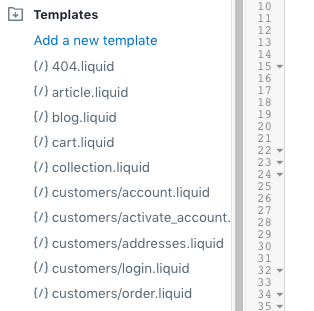 Templates
Add a new template
{/} 404.liquid
{/} article.liquid
{/} blog.liquid
{/} cart.liquid
{/} collection.liquid
{/} customers/account.liquid
{/} customers/activate_account.
{/} customers/addresses.liquid
{/} customers/login.liquid
{/} customers/order.liquid
10
11
12
13
14
15
16
17
18
19
20
21
22
23
24
25
26
27
28
29
30
31
32
33
34
35